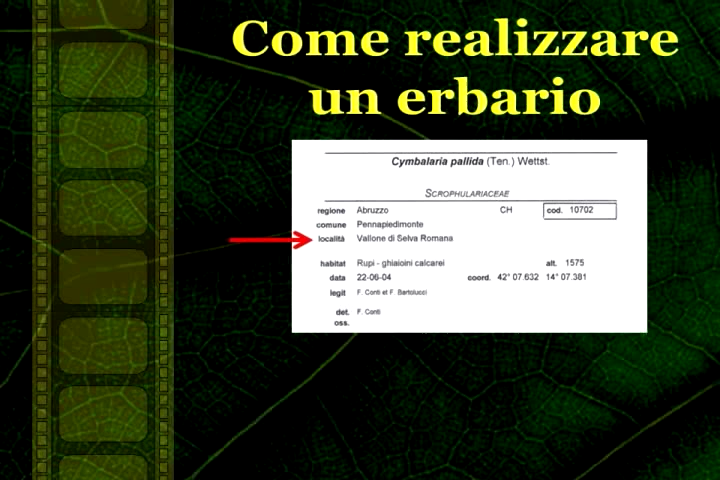 Come realizzare
un erbario
Cymbalaria pallida (Ten.) Wettst.
SCROPHULARIACEAE
regione Abruzzo CH cod. 10702
comune Pennapiedimonte
località Vallone di Selva Romana
habitat Rupi - ghiaioini calcarei alt. 1575
data 22-06-04 coord. 42° 07.632 14° 07.381
legit F. Conti et F. Bartolucci
det. F. Conti
oss.